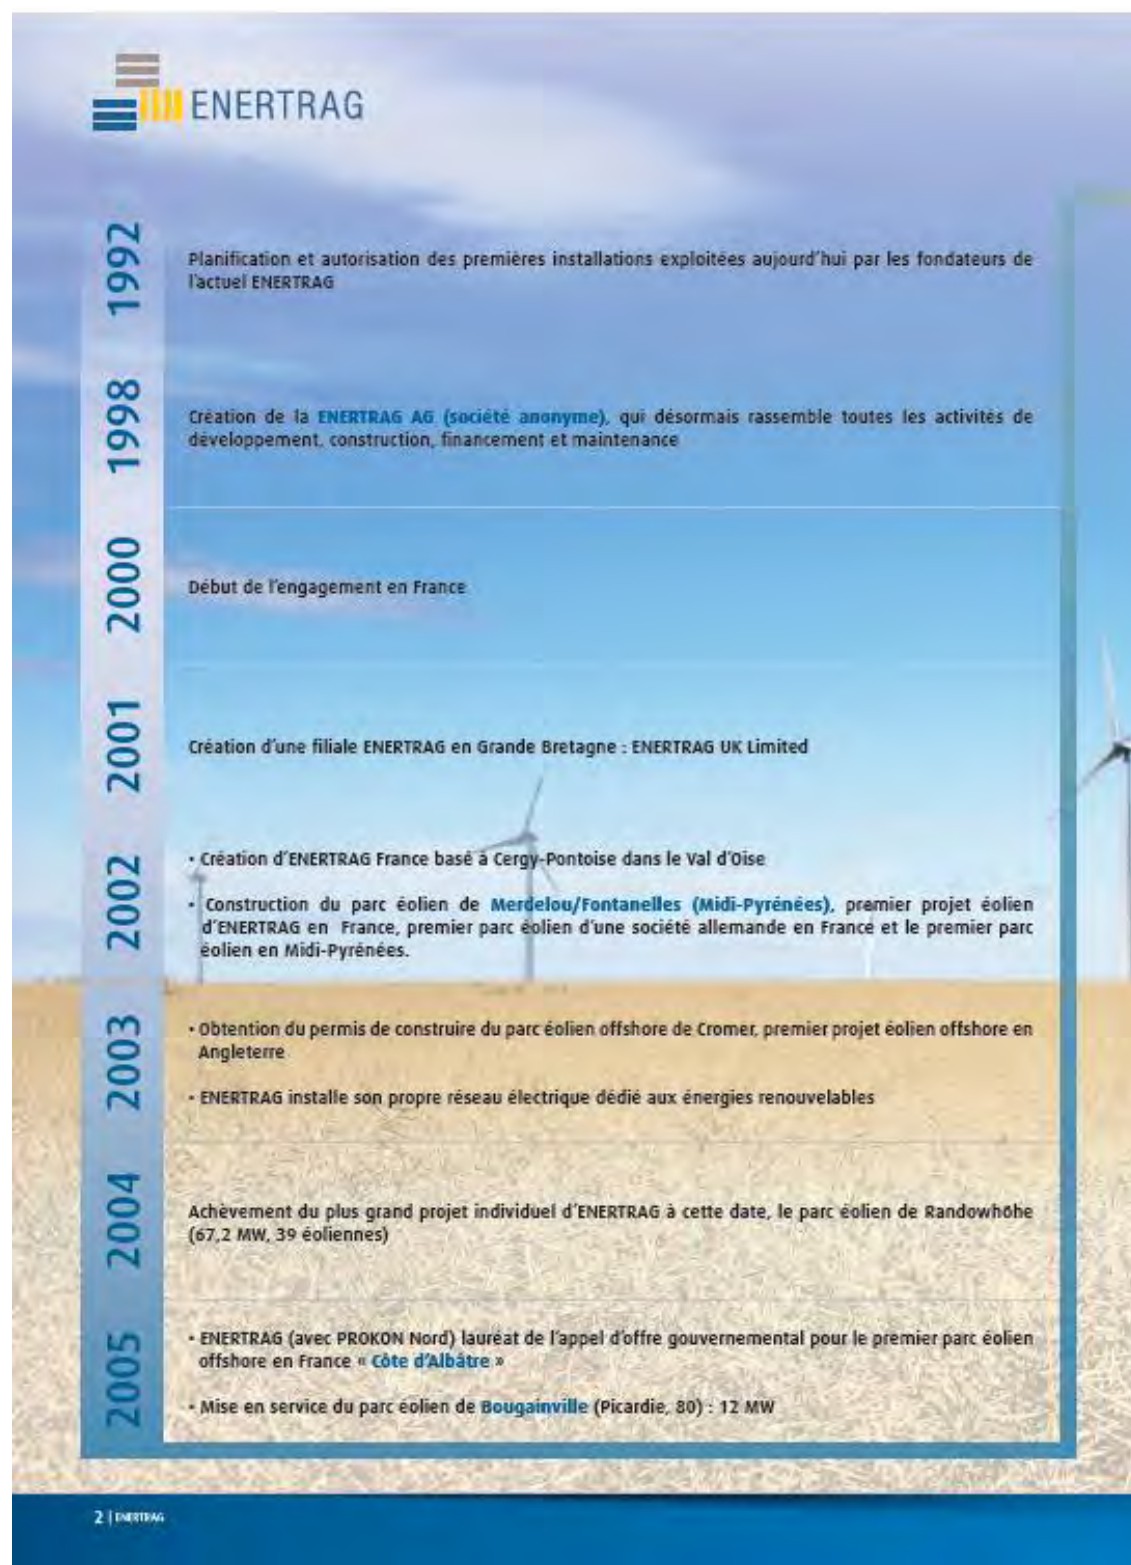 ENERTRAG
1992
Planification et autorisation des premières installations exploitées aujourd'hui par les fondateurs de
l'actuel ENERTRAG
1998
Création de la ENERTRAG AG (société anonyme), qui désormais rassemble toutes les activités de
développement, construction, financement et maintenance
2000
Début de l'engagement en France
2001
Création d'une filiale ENERTRAG en Grande Bretagne : ENERTRAG UK Limited
2002
• Création d'ENERTRAG France basé à Cergy-Pontoise dans le Val d'Oise
• Construction du parc éolien de Merdelou/Fontanelles (Midi-Pyrénées), premier projet éolien
d'ENERTRAG en France, premier parc éolien d'une société allemande en France et le premier parc
éolien en Midi-Pyrénées.
2003
• Obtention du permis de construire du parc éolien offshore de Cromer, premier projet éolien offshore en
Angleterre
• ENERTRAG installe son propre réseau électrique dédié aux énergies renouvelables
2004
Achèvement du plus grand projet individuel d'ENERTRAG à cette date, le parc éolien de Randowhöhe
(67,2 MW, 39 éoliennes)
2005
• ENERTRAG (avec PROKON Nord) lauréat de l'appel d'offre gouvernemental pour le premier parc éolien
offshore en France « Côte d'Albâtre »
• Mise en service du parc éolien de Bougainville (Picardie, 80) : 12 MW
2 | ENERTRAG